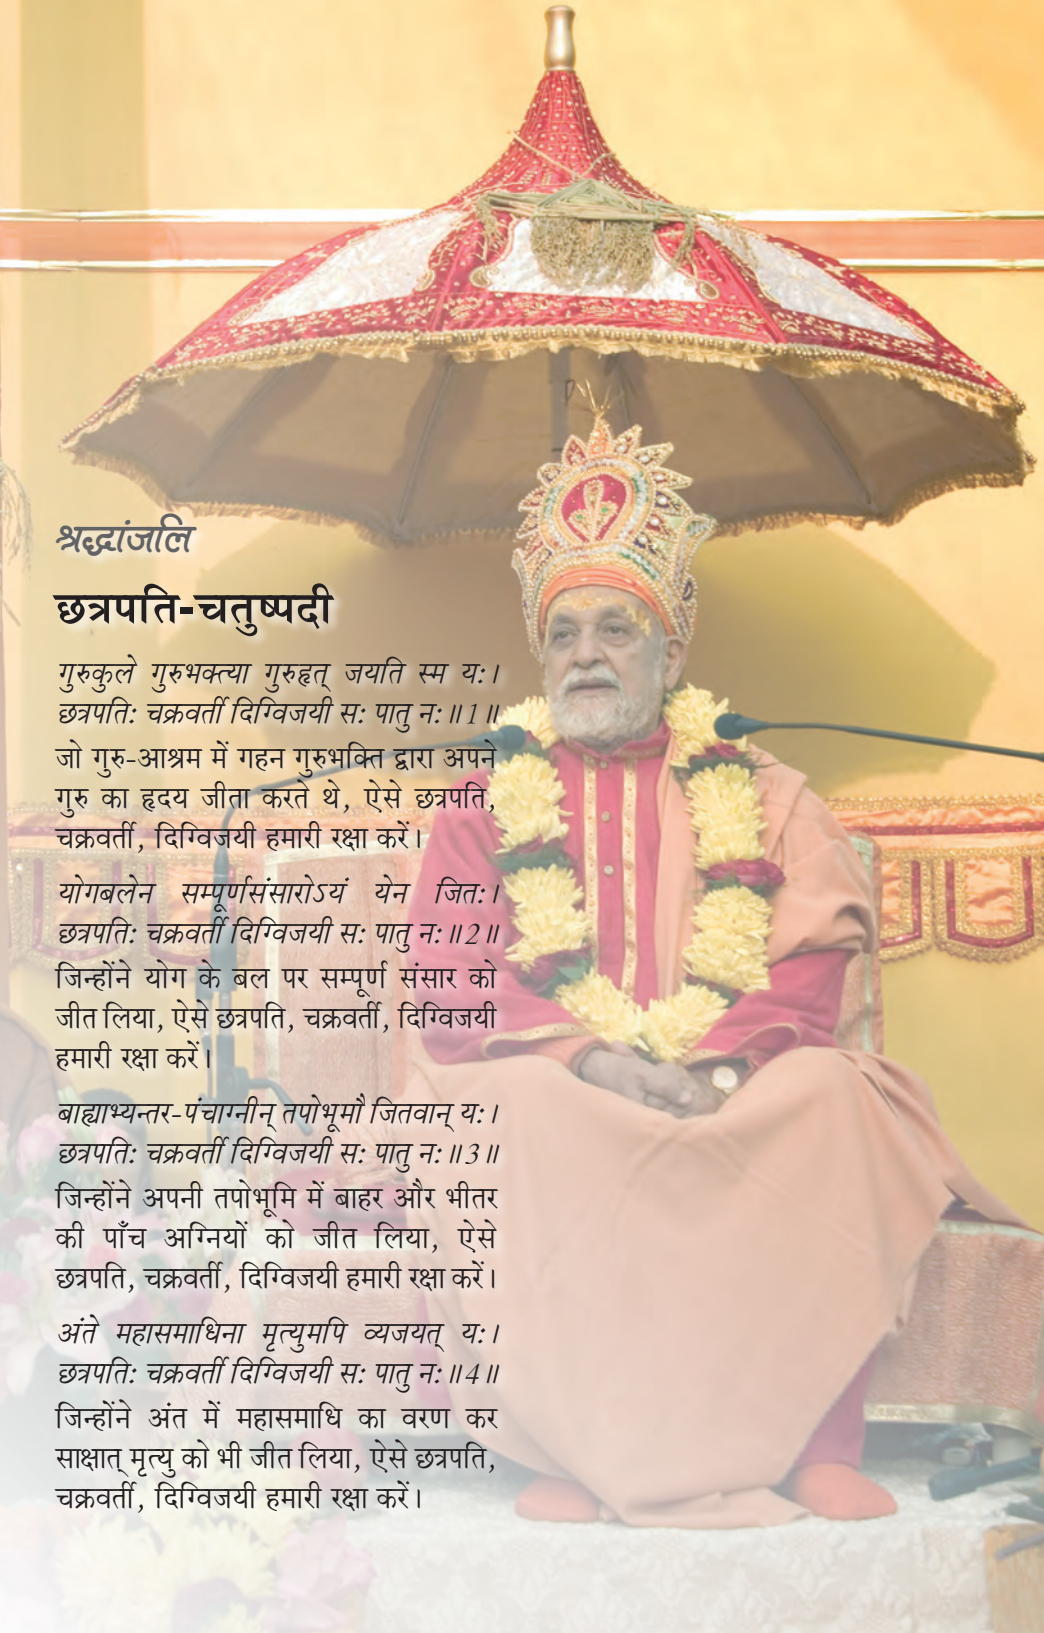 श्रद्धांजलि
छत्रपति-चतुष्पदी
गुरुकुले गुरुभक्त्या गुरुहृत् जयति स्म यः।
छत्रपतिः चक्रवर्ती दिग्विजयी सः पातु नः॥1॥
जो गुरु-आश्रम में गहन गुरुभक्ति द्वारा अपने
गुरु का हृदय जीता करते थे, ऐसे छत्रपति,
चक्रवर्ती, दिग्विजयी हमारी रक्षा करें।
योगबलेन सम्पूर्णसंसारोऽयं येन जितः।
छत्रपतिः चक्रवर्ती दिग्विजयी सः पातु नः॥2॥
जिन्होंने योग के बल पर सम्पूर्ण संसार को
जीत लिया, ऐसे छत्रपति, चक्रवर्ती, दिग्विजयी
हमारी रक्षा करें।
बाह्याभ्यन्तर-पंचाग्नीन् तपोभूमौ जितवान् यः।
छत्रपतिः चक्रवर्ती दिग्विजयी सः पातु नः॥3॥
जिन्होंने अपनी तपोभूमि में बाहर और भीतर
की पाँच अग्नियों को जीत लिया, ऐसे
छत्रपति, चक्रवर्ती, दिग्विजयी हमारी रक्षा करें।
अंते महासमाधिना मृत्युमपि व्यजयत् यः।
छत्रपतिः चक्रवर्ती दिग्विजयी सः पातु नः॥4॥
जिन्होंने अंत में महासमाधि का वरण कर
साक्षात् मृत्यु को भी जीत लिया, ऐसे छत्रपति,
चक्रवर्ती, दिग्विजयी हमारी रक्षा करें।